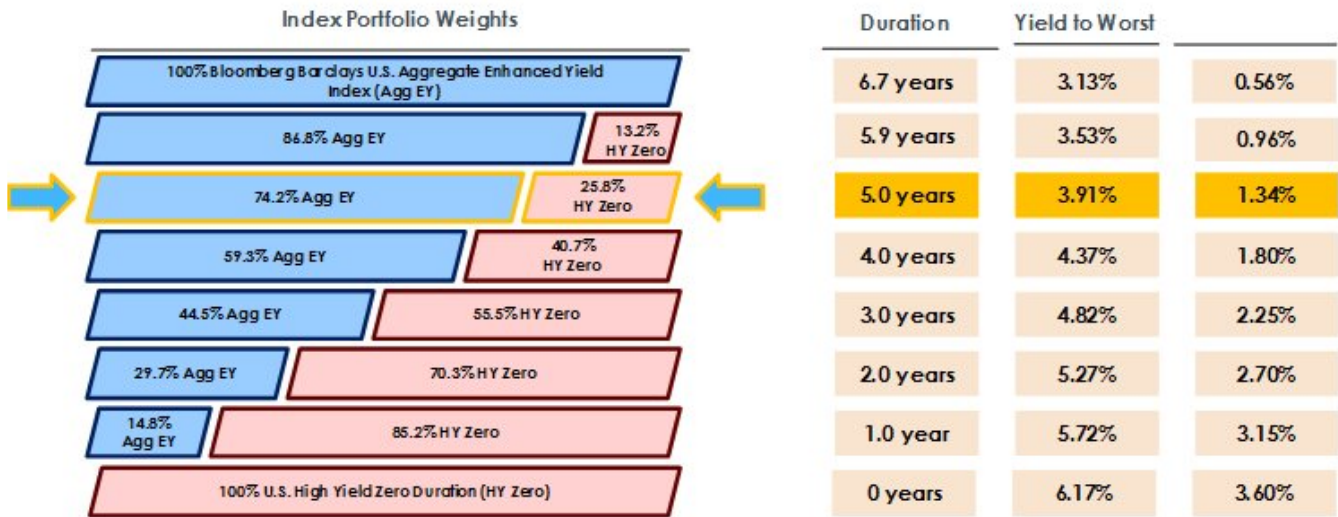 Index Portfolio Weights
Duration
Yield to Worst
100% Bloomberg Barclays U.S. Aggregate Enhanced Yield
Index (Agg EY)
6.7 years
3.13%
0.56%
86.8% Agg EY
13.2%
HY Zero
5.9 years
3.53%
0.96%
74.2% Agg EY
25.8%
HY Zero
5.0 years
3.91%
1.34%
59.3% Agg EY
40.7%
HY Zero
4.0 years
4.37%
1.80%
44.5% Agg EY
55.5% HY Zero
3.0 years
4.82%
2.25%
29.7% Agg EY
70.3% HY Zero
2.0 years
5.27%
2.70%
14.8%
Agg EY
85.2% HY Zero
1.0 year
5.72%
3.15%
100% U.S. High Yield Zero Duration (HY Zero)
0 years
6.17%
3.60%